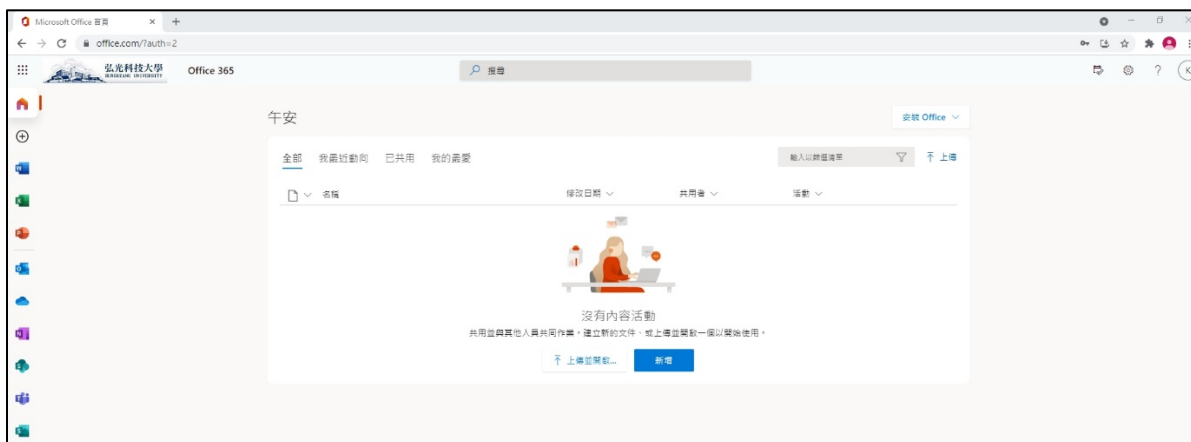 Microsoft Office 首頁
office.com/?auth=2
弘光科技大學
HUNGKUANG UNIVERSITY
Office 365
搜尋
K
午安
安裝 Office
全部 我最近動向 已共用 我的最愛
輸入以篩選清單
上傳
名稱 修改日期 共用者 活動
沒有內容活動
共用並與其他人員共同作業。建立新的文件、或上傳並開啟一個以開始使用。
上傳並開啟...
新增